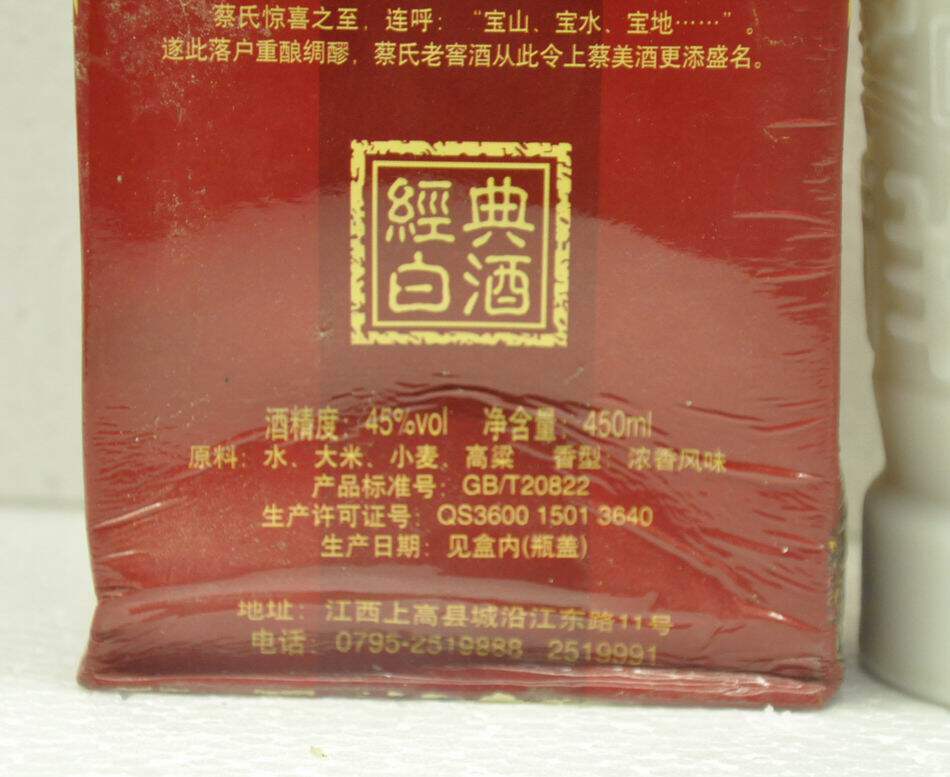 蔡氏惊喜之至，连呼：“宝山、宝水、宝地……”。
遂此落户重酿绸醪，蔡氏老窖酒从此令上蔡美酒更添盛名。
經典
白酒
酒精度：45%vol 净含量：450ml
原料：水、大米、小麦、高粱 香型：浓香风味
产品标准号：GB/T20822
生产许可证号：QS3600 1501 3640
生产日期：见盒内(瓶盖)
地址：江西上高县城沿江东路11号
电话：0795-2519888 2519991